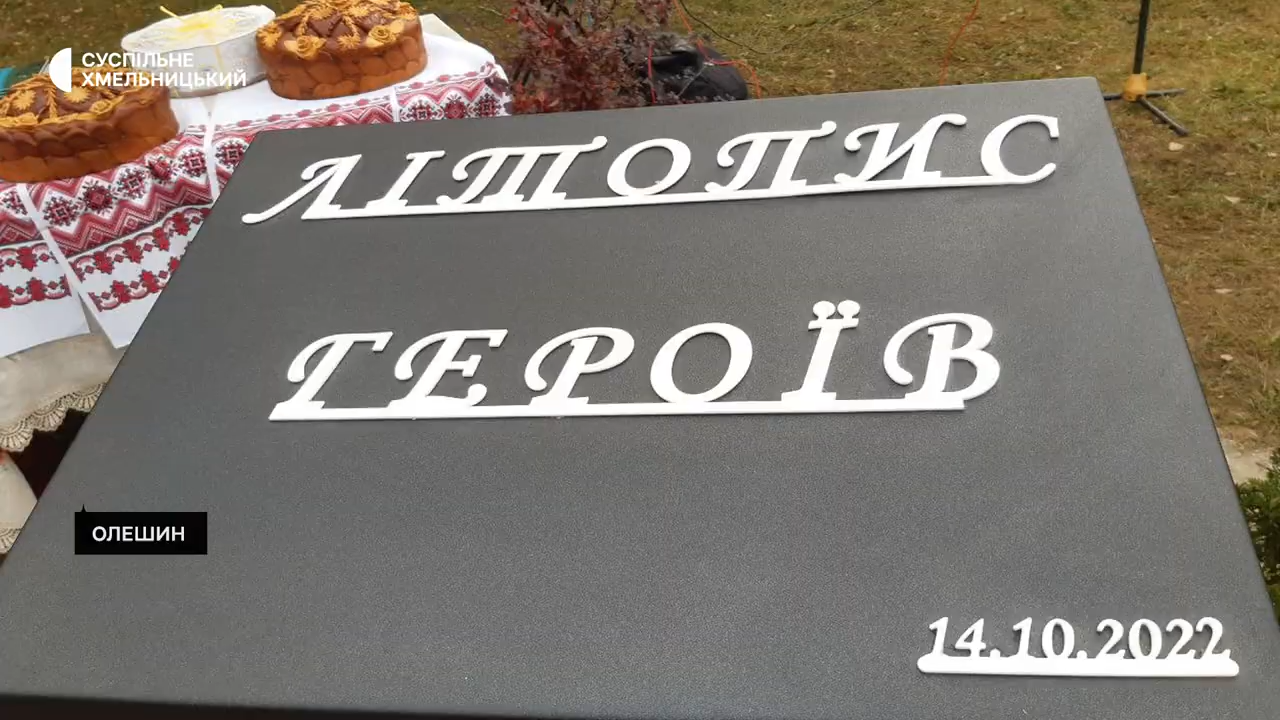 СУСПІЛЬНЕ
ХМЕЛЬНИЦЬКИЙ
ЛІТОПИС
ГЕРОЇВ
ОЛЕШИН
14.10.2022